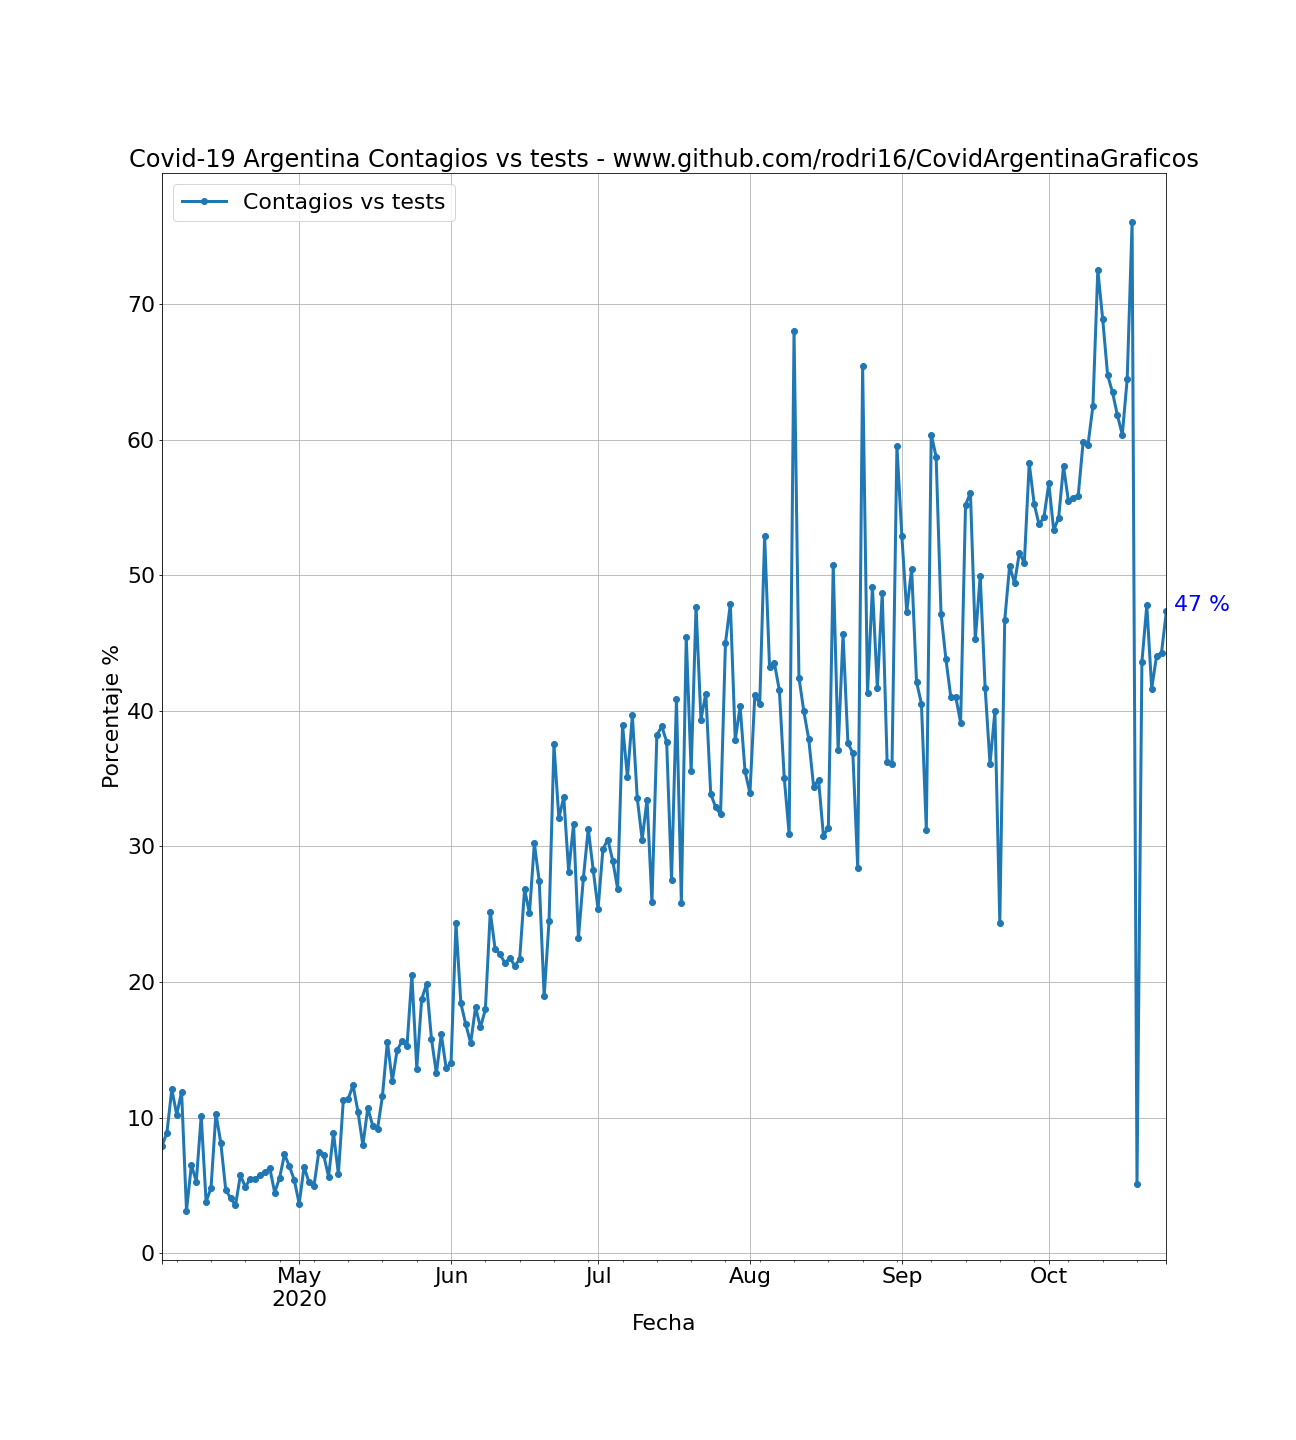 Covid-19 Argentina Contagios vs tests - www.github.com/rodri16/CovidArgentinaGraficos
Contagios vs tests
70
60
50
47 %
40
30
20
10
0
Porcentaje %
May Jun Jul Aug Sep Oct
2020
Fecha